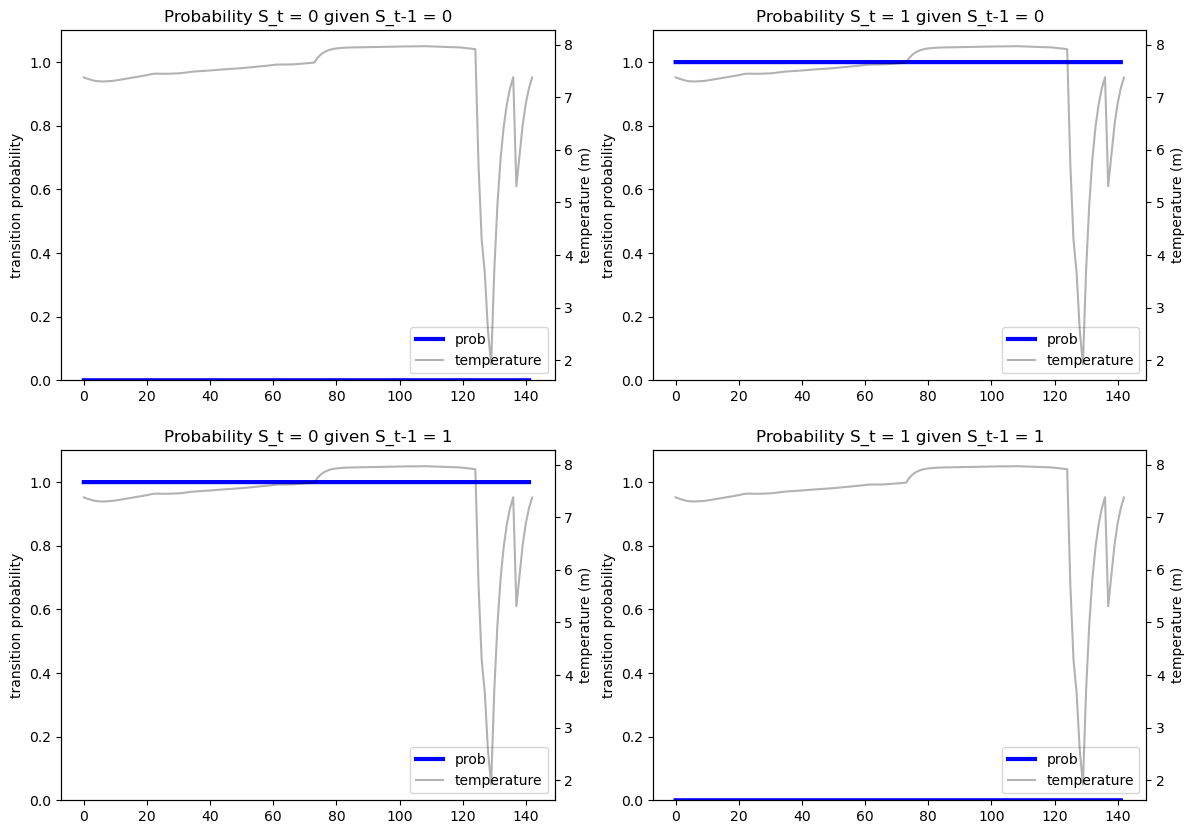 Probability S_t = 0 given S_t-1 = 0
transition probability
1.0
0.8
0.6
0.4
0.2
0.0
0 20 40 60 80 100 120 140
8
7
6
5
4
3
2
temperature (m)
prob
temperature
Probability S_t = 1 given S_t-1 = 0
transition probability
1.0
0.8
0.6
0.4
0.2
0.0
0 20 40 60 80 100 120 140
8
7
6
5
4
3
2
temperature (m)
prob
temperature
Probability S_t = 0 given S_t-1 = 1
transition probability
1.0
0.8
0.6
0.4
0.2
0.0
0 20 40 60 80 100 120 140
8
7
6
5
4
3
2
temperature (m)
prob
temperature
Probability S_t = 1 given S_t-1 = 1
transition probability
1.0
0.8
0.6
0.4
0.2
0.0
0 20 40 60 80 100 120 140
8
7
6
5
4
3
2
temperature (m)
prob
temperature